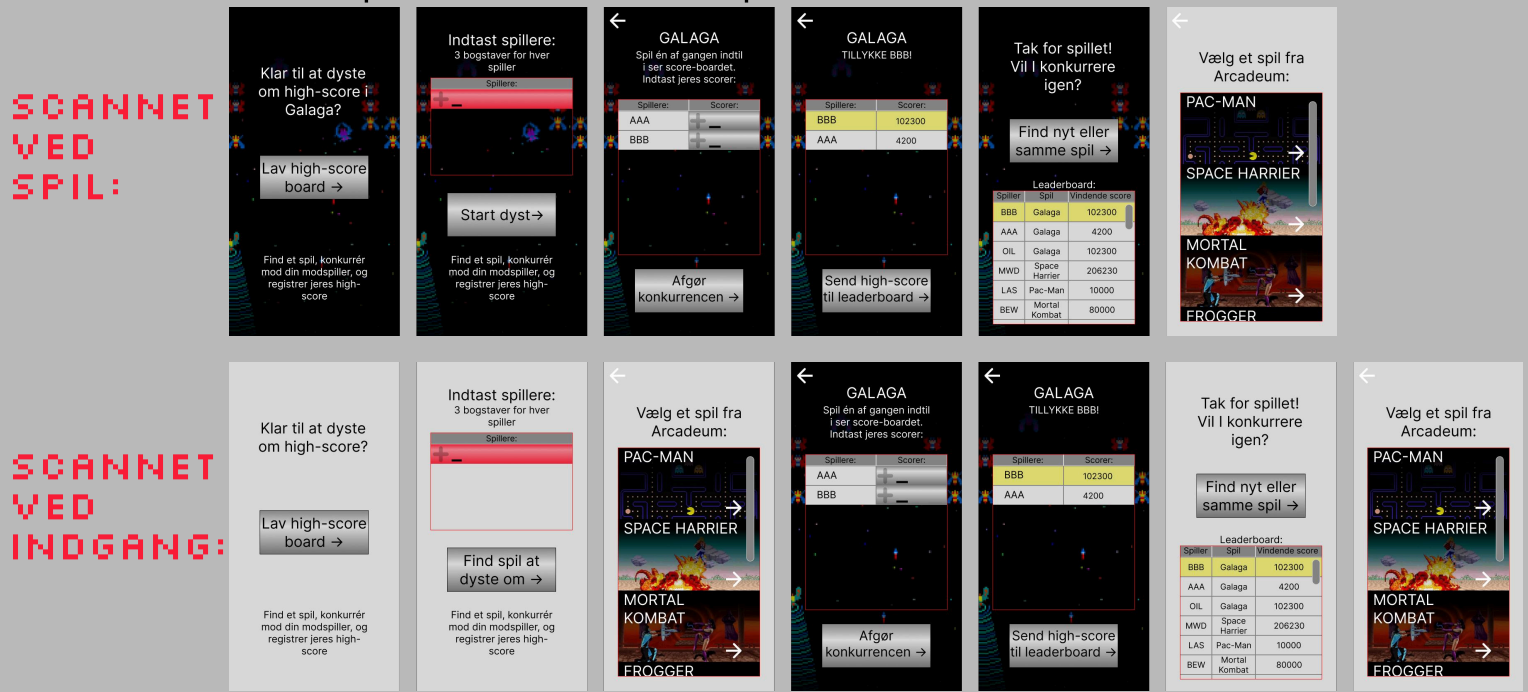 SCANNET
VED
SPIL:
Klar til at dyste
om high-score i
Galaga?
Lav high-score
board →
Find et spil, konkurrér
mod din modspiller, og
registrer jeres high-
score
Indtast spillere:
3 bogstaver for hver
spiller
Spillere:
+ _
Start dyst→
Find et spil, konkurrér
mod din modspiller, og
registrer jeres high-
score
←
GALAGA
Spil én af gangen indtil
i ser score-boardet.
Indtast jeres scorer:
Spillere: Scorer:
AAA + _
BBB + _
Afgør
konkurrencen →
←
GALAGA
TILLYKKE BBB!
Spillere: Scorer:
BBB 102300
AAA 4200
Send high-score
til leaderboard →
Tak for spillet!
Vil I konkurrere
igen?
Find nyt eller
samme spil →
Leaderboard:
Spiller Spil Vindende score
BBB Galaga 102300
AAA Galaga 4200
OIL Galaga 102300
MWD Space Harrier 206230
LAS Pac-Man 10000
BEW Mortal Kombat 80000
←
Vælg et spil fra
Arcadeum:
PAC-MAN
→
SPACE HARRIER
→
MORTAL
KOMBAT
→
FROGGER
SCANNET
VED
INDGANG:
Klar til at dyste
om high-score?
Lav high-score
board →
Find et spil, konkurrér
mod din modspiller, og
registrer jeres high-
score
Indtast spillere:
3 bogstaver for hver
spiller
Spillere:
+ _
Find spil at
dyste om →
Find et spil, konkurrér
mod din modspiller, og
registrer jeres high-
score
←
Vælg et spil fra
Arcadeum:
PAC-MAN
→
SPACE HARRIER
→
MORTAL
KOMBAT
→
FROGGER
←
GALAGA
Spil én af gangen indtil
i ser score-boardet.
Indtast jeres scorer:
Spillere: Scorer:
AAA + _
BBB + _
Afgør
konkurrencen →
←
GALAGA
TILLYKKE BBB!
Spillere: Scorer:
BBB 102300
AAA 4200
Send high-score
til leaderboard →
Tak for spillet!
Vil I konkurrere
igen?
Find nyt eller
samme spil →
Leaderboard:
Spiller Spil Vindende score
BBB Galaga 102300
AAA Galaga 4200
OIL Galaga 102300
MWD Space Harrier 206230
LAS Pac-Man 10000
BEW Mortal Kombat 80000
←
Vælg et spil fra
Arcadeum:
PAC-MAN
→
SPACE HARRIER
→
MORTAL
KOMBAT
→
FROGGER